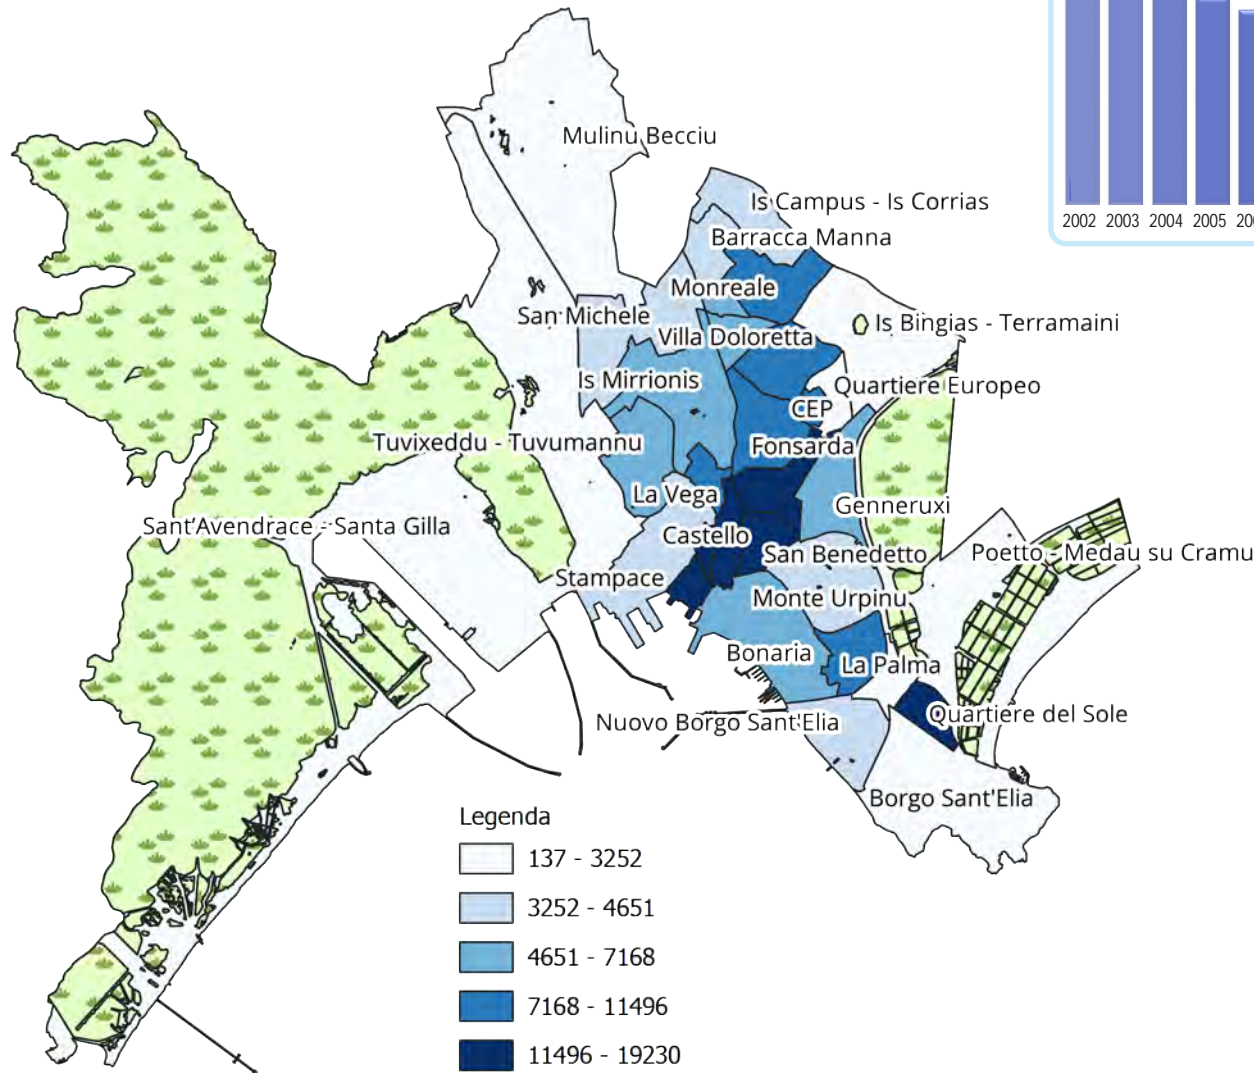 2002 2003 2004 2005
Mulinu Becciu
Is Campus - Is Corrias
Barracca Manna
Monreale
San Michele
Is Bingias - Terramaini
Villa Doloretta
Is Mirrionis
Quartiere Europeo
CEP
Tuvixeddu - Tuvumannu
Fonsarda
La Vega
Genneruxi
Sant'Avendrace - Santa Gilla
Castello
San Benedetto
Poetto - Medau su Cramu
Stampace
Monte Urpinu
Bonaria
La Palma
Nuovo Borgo Sant'Elia
Quartiere del Sole
Borgo Sant'Elia
Legenda
137 - 3252
3252 - 4651
4651 - 7168
7168 - 11496
11496 - 19230